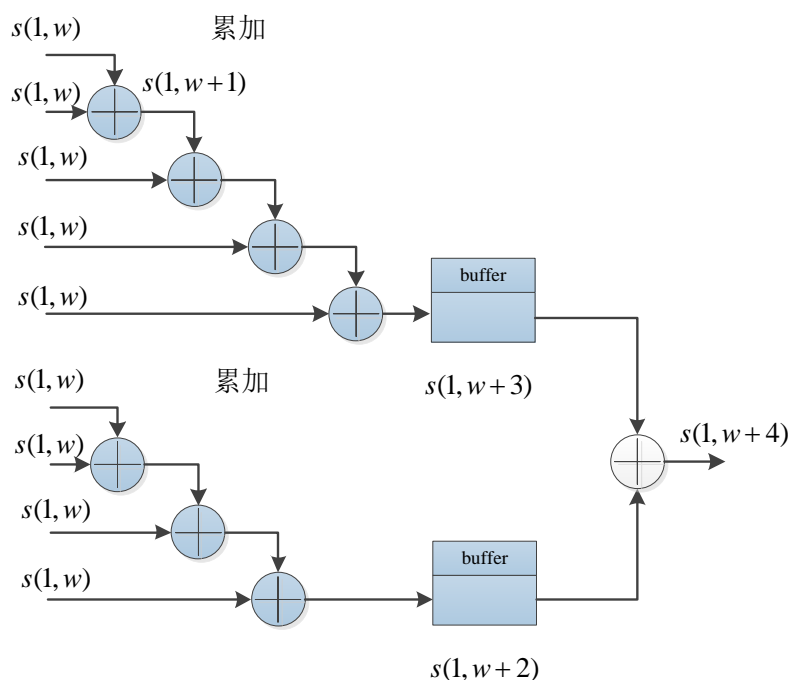 s(1, w)
累加
s(1, w)
s(1, w+1)
s(1, w)
s(1, w)
s(1, w)
buffer
s(1, w+3)
s(1, w)
累加
s(1, w)
s(1, w+4)
s(1, w)
s(1, w)
buffer
s(1, w+2)